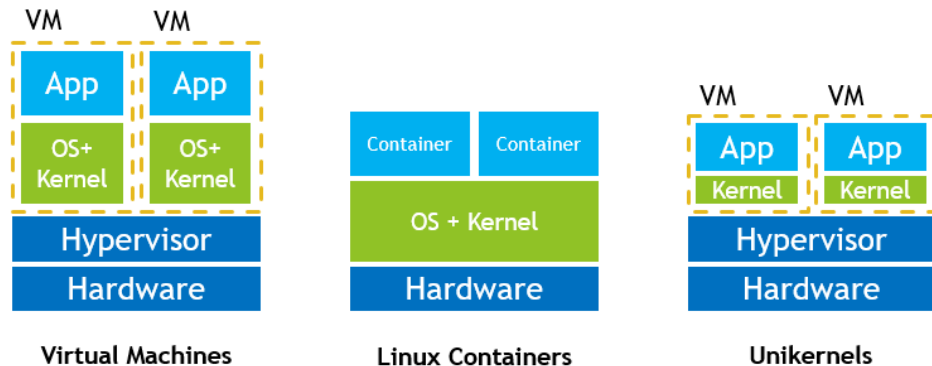 VM
VM
App
App
OS+
Kernel
OS+
Kernel
Hypervisor
Hardware
Virtual Machines
Container
Container
OS + Kernel
Hardware
Linux Containers
VM
VM
App
App
Kernel
Kernel
Hypervisor
Hardware
Unikernels